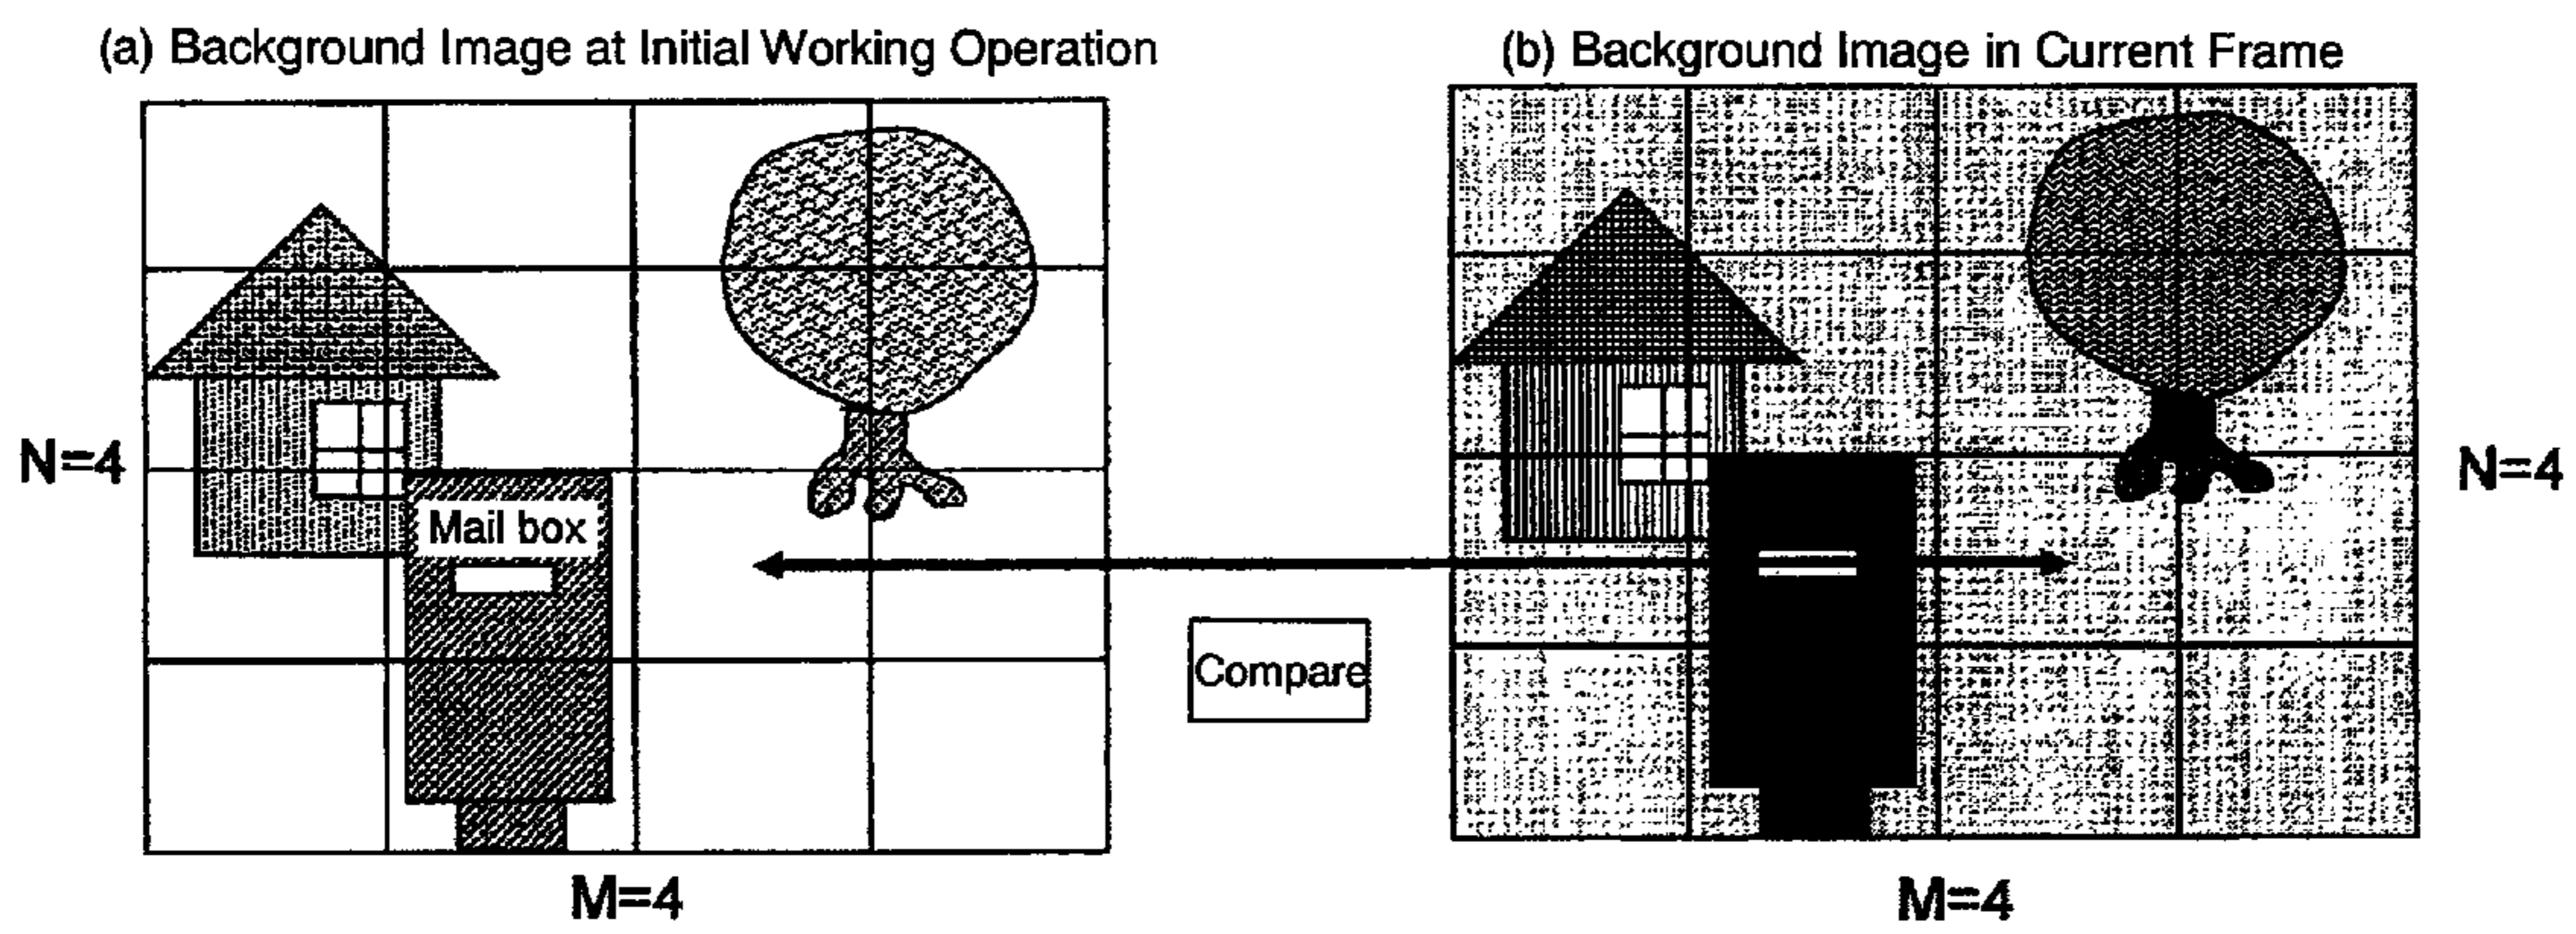 (a) Background Image at Initial Working Operation
(b) Background Image in Current Frame
N=4
Mail box
Compare
N=4
M=4
M=4